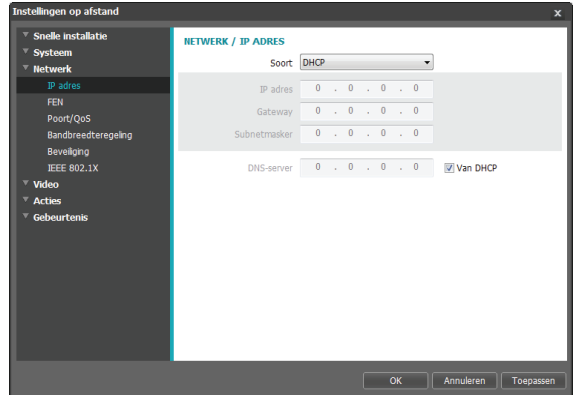 Instellingen op afstand x
Snelle installatie
Systeem
Netwerk
IP adres
FEN
Poort/QoS
Bandbreedteregeling
Beveiliging
IEEE 802.1X
Video
Acties
Gebeurtenis
NETWERK / IP ADRES
Soort DHCP
IP adres 0 . 0 . 0 . 0
Gateway 0 . 0 . 0 . 0
Subnetmasker 0 . 0 . 0 . 0
DNS-server 0 . 0 . 0 . 0 Van DHCP
OK Annuleren Toepassen